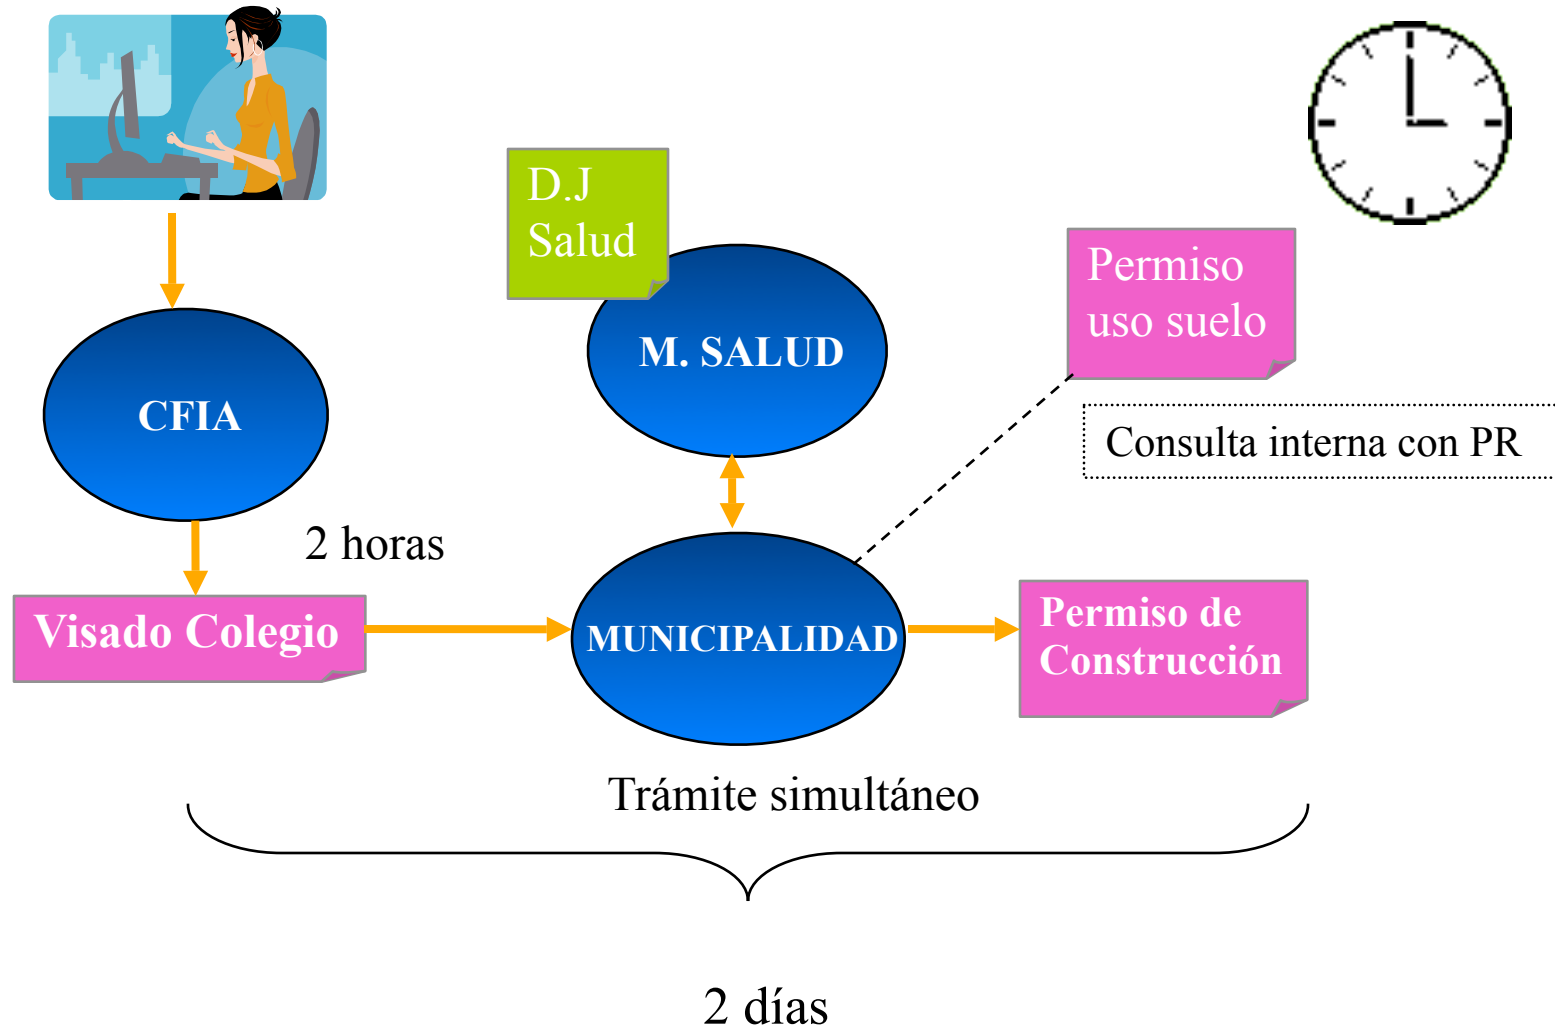 D.J
Salud
Permiso
uso suelo
M. SALUD
CFIA
Consulta interna con PR
2 horas
Visado Colegio
MUNICIPALIDAD
Permiso de
Construcción
Trámite simultáneo
2 días